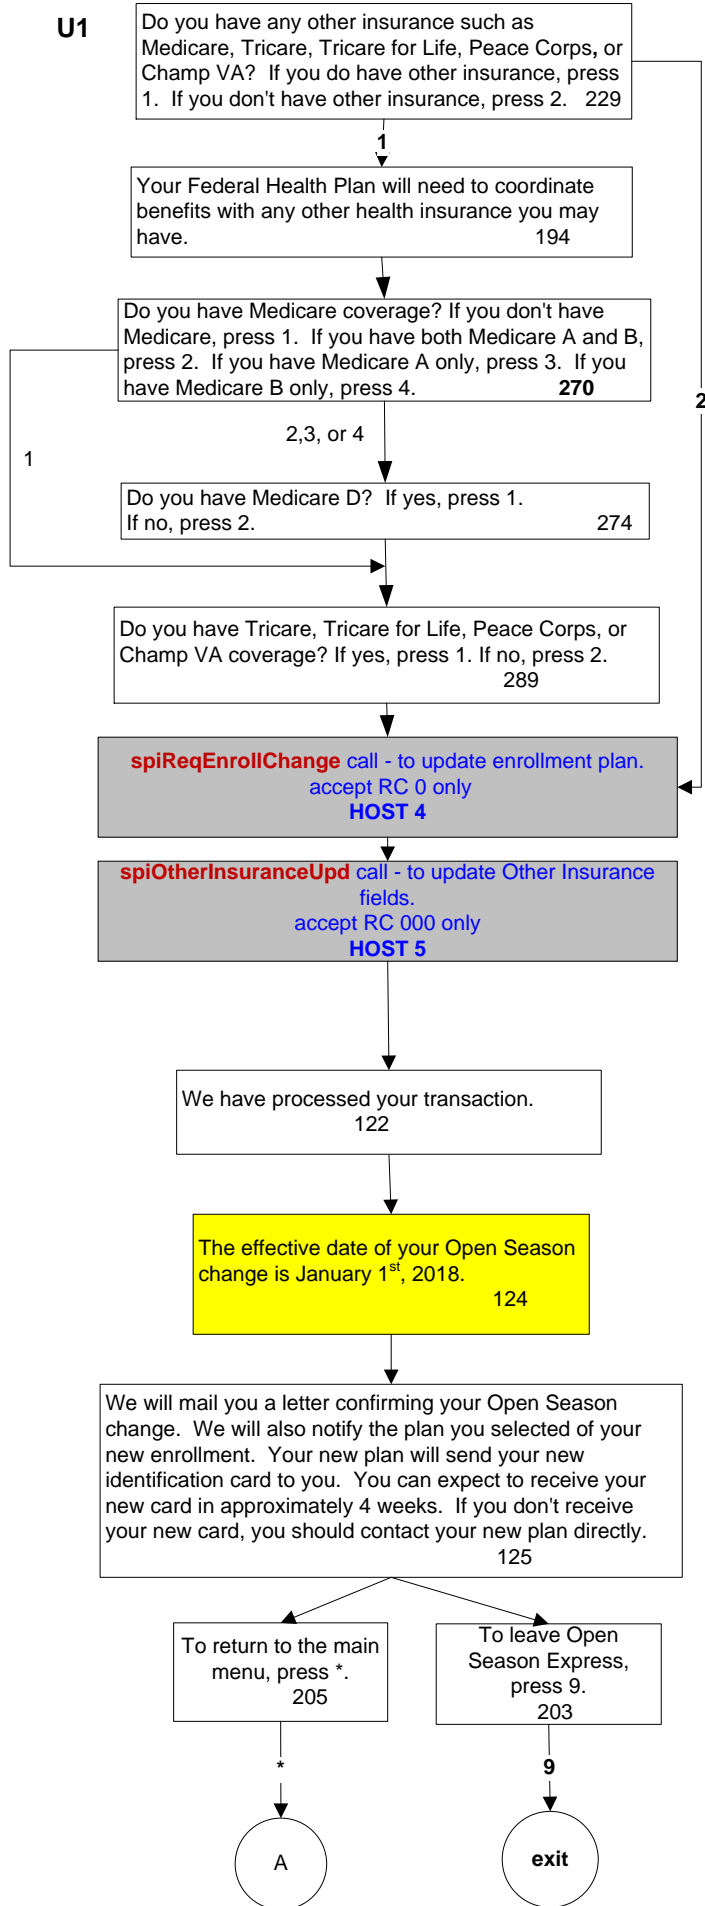 U1
Do you have any other insurance such as
Medicare, Tricare, Tricare for Life, Peace Corps, or
Champ VA? If you do have other insurance, press
1. If you don't have other insurance, press 2. 229
1
Your Federal Health Plan will need to coordinate
benefits with any other health insurance you may
have. 194
Do you have Medicare coverage? If you don't have
Medicare, press 1. If you have both Medicare A and B,
press 2. If you have Medicare A only, press 3. If you
have Medicare B only, press 4. 270
2
2,3, or 4
1
Do you have Medicare D? If yes, press 1.
If no, press 2. 274
Do you have Tricare, Tricare for Life, Peace Corps, or
Champ VA coverage? If yes, press 1. If no, press 2.
289
spiReqEnrollChange call - to update enrollment plan.
accept RC 0 only
HOST 4
spiOtherInsuranceUpd call - to update Other Insurance
fields.
accept RC 000 only
HOST 5
We have processed your transaction.
122
The effective date of your Open Season
change is January 1st, 2018.
124
We will mail you a letter confirming your Open Season
change. We will also notify the plan you selected of your
new enrollment. Your new plan will send your new
identification card to you. You can expect to receive your
new card in approximately 4 weeks. If you don't receive
your new card, you should contact your new plan directly.
125
To return to the main
menu, press *.
205
To leave Open
Season Express,
press 9.
203
*
9
A
exit